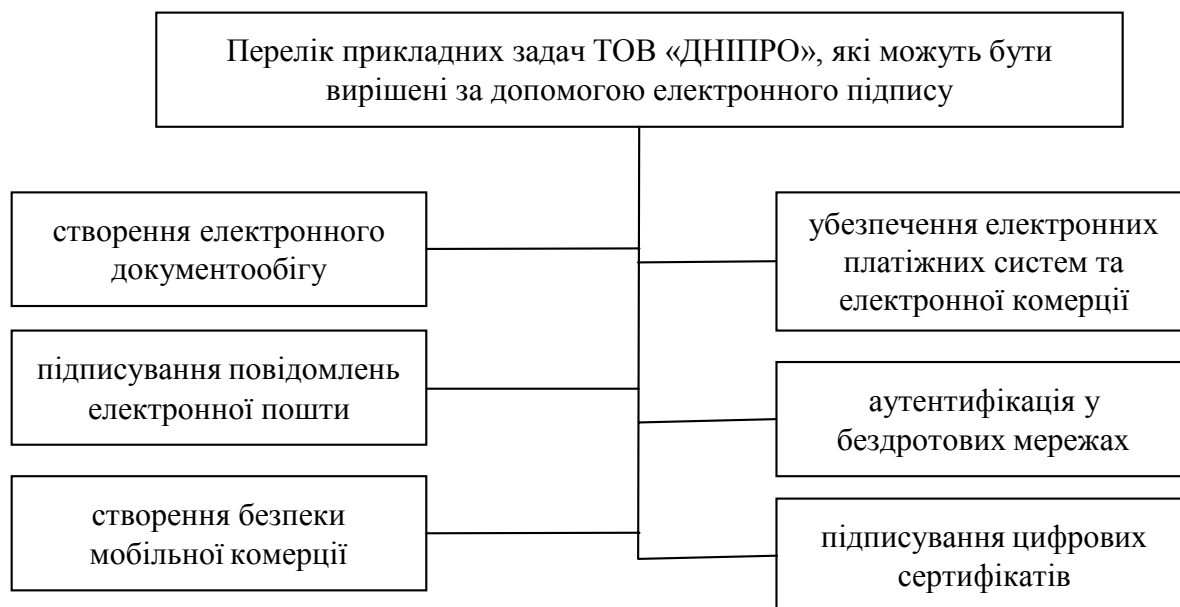 Перелік прикладних задач ТОВ «ДНІПРО», які можуть бути
вирішені за допомогою електронного підпису
створення електронного
документообігу
убезпечення електронних
платіжних систем та
електронної комерції
підписування повідомлень
електронної пошти
аутентифікація у
бездротових мережах
створення безпеки
мобільної комерції
підписування цифрових
сертифікатів